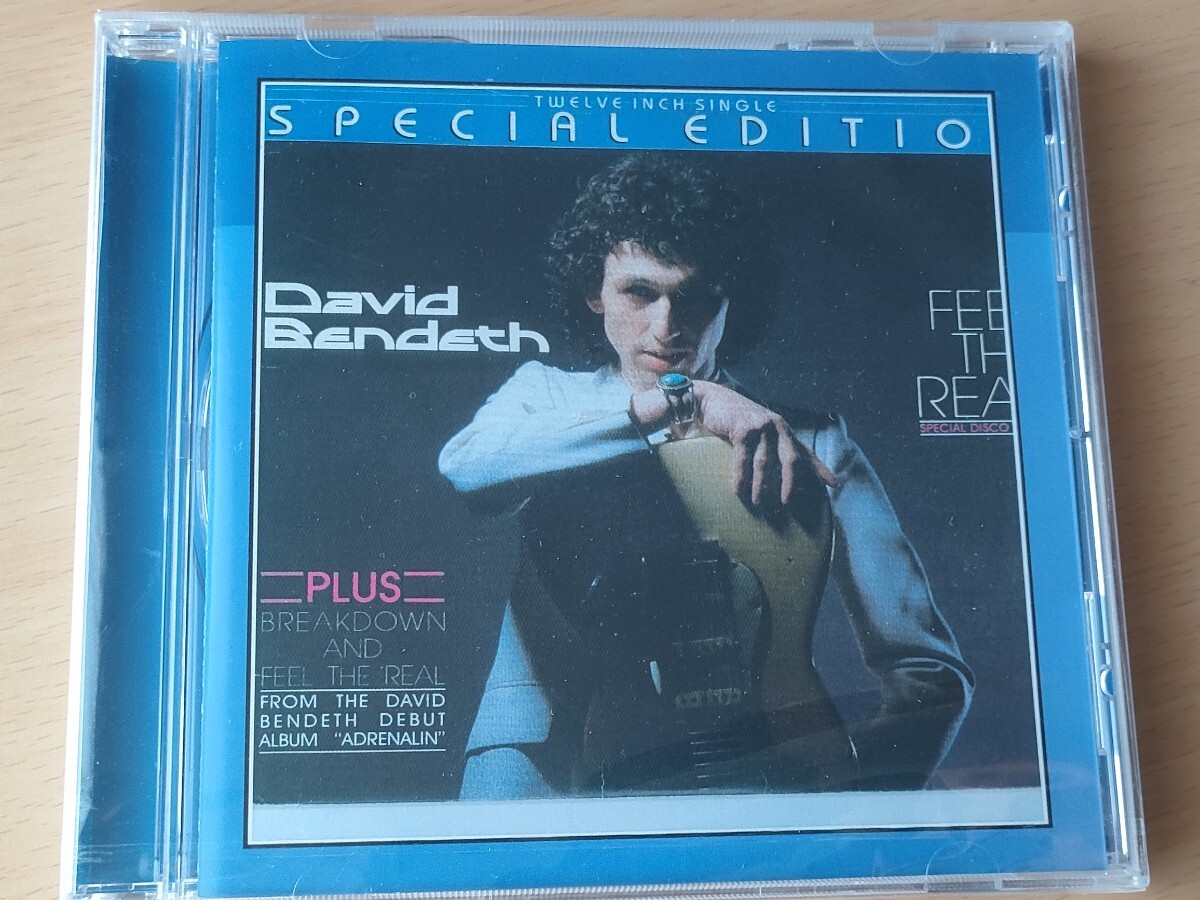 TWELVE INCH SINGLE
SPECIAL EDITIO
David
Bendeth
FEE
TH
REA
SPECIAL DISCO
PLUS
BREAKDOWN
AND
FEEL THE REAL
FROM THE DAVID
BENDETH DEBUT
ALBUM "ADRENALIN"